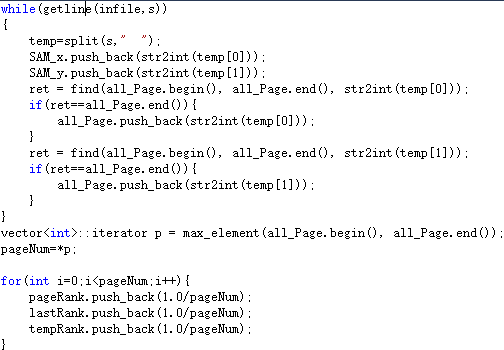 while(getline(infile,s))
{
    temp=split(s,"  ");
    SAM_x.push_back(str2int(temp[0]));
    SAM_y.push_back(str2int(temp[1]));
    ret = find(all_Page.begin(), all_Page.end(), str2int(temp[0]));
    if(ret==all_Page.end()){
        all_Page.push_back(str2int(temp[0]));
    }
    ret = find(all_Page.begin(), all_Page.end(), str2int(temp[1]));
    if(ret==all_Page.end()){
        all_Page.push_back(str2int(temp[1]));
    }
}
vector<int>::iterator p = max_element(all_Page.begin(), all_Page.end());
pageNum=*p;

for(int i=0;i<pageNum;i++){
    pageRank.push_back(1.0/pageNum);
    lastRank.push_back(1.0/pageNum);
    tempRank.push_back(1.0/pageNum);
}